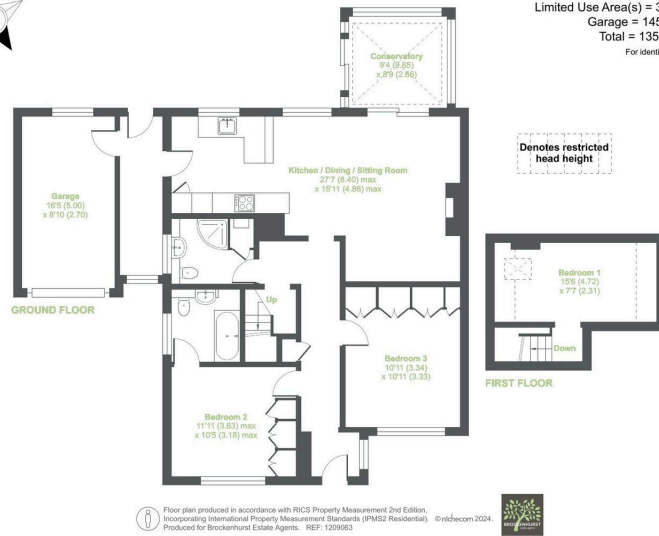 Limited Use Area(s) = 3
Garage = 145
Total = 135
For identi
Conservatory
9'4 (2.85)
x 8'9 (2.66)
Denotes restricted
head height
Kitchen / Dining / Sitting Room
27'7 (8.40) max
x 15'11 (4.86) max
Garage
16'5 (5.00)
x 8'10 (2.70)
GROUND FLOOR
Bedroom 1
15'6 (4.72)
x 7'7 (2.31)
Up
Down
FIRST FLOOR
Bedroom 3
10'11 (3.34)
x 10'11 (3.33)
Bedroom 2
11'11 (3.63) max
x 10'5 (3.18) max
Floor plan produced in accordance with RICS Property Measurement 2nd Edition,
Incorporating International Property Measurement Standards (IPMS2 Residential). © nichecom 2024.
Produced for Brockenhurst Estate Agents. REF: 1209063
BROCKENHURST